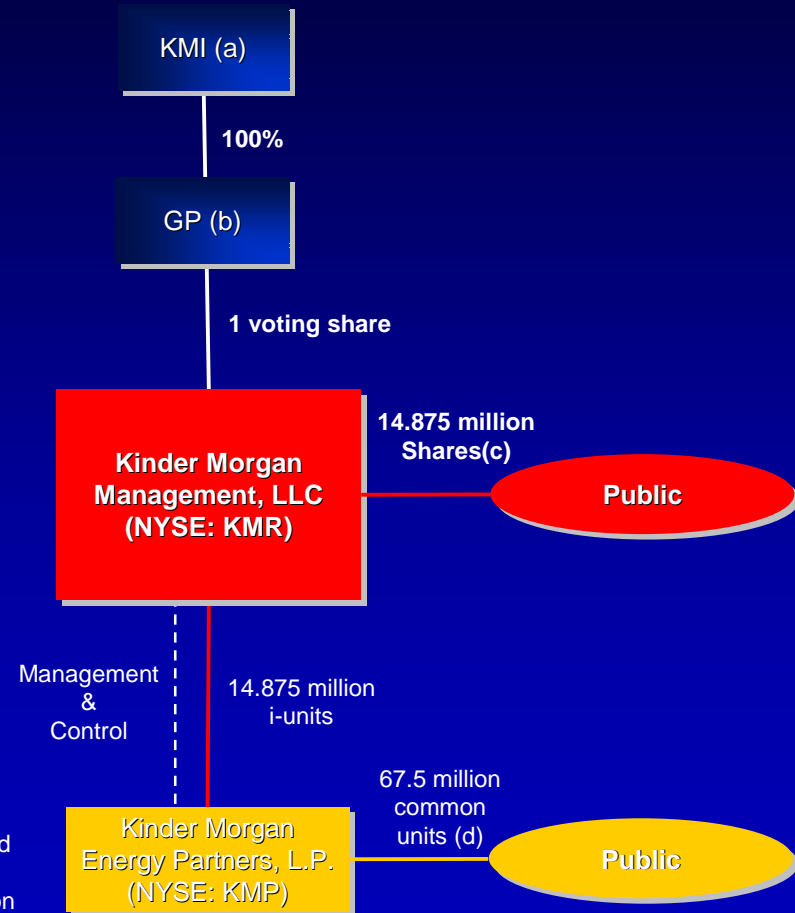 KMI (a)
100%
GP (b)
1 voting share
Kinder Morgan
Management, LLC
(NYSE: KMR)
14.875 million
Shares(c)
Public
Management
&
Control
14.875 million
i-units
67.5 million
common
units (d)
Kinder Morgan
Energy Partners, L.P.
(NYSE: KMP)
Public